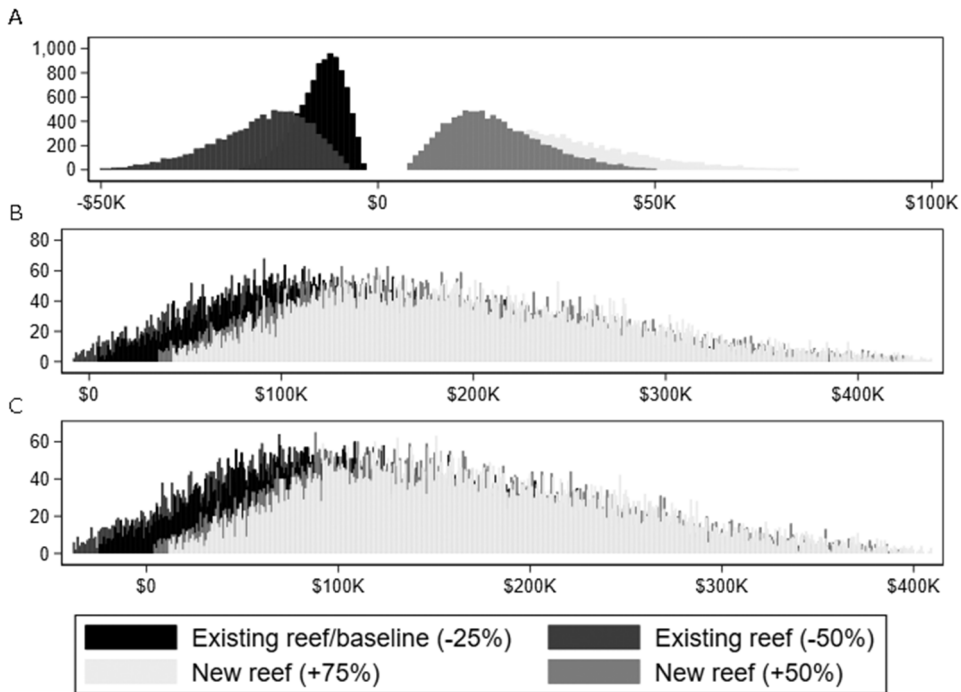 A
1,000
800
600
400
200
0
-$50K $0 $50K $100K
B
80
60
40
20
0
$0 $100K $200K $300K $400K
C
60
40
20
0
$0 $100K $200K $300K $400K
Existing reef/baseline (-25%) Existing reef (-50%)
New reef (+75%) New reef (+50%)